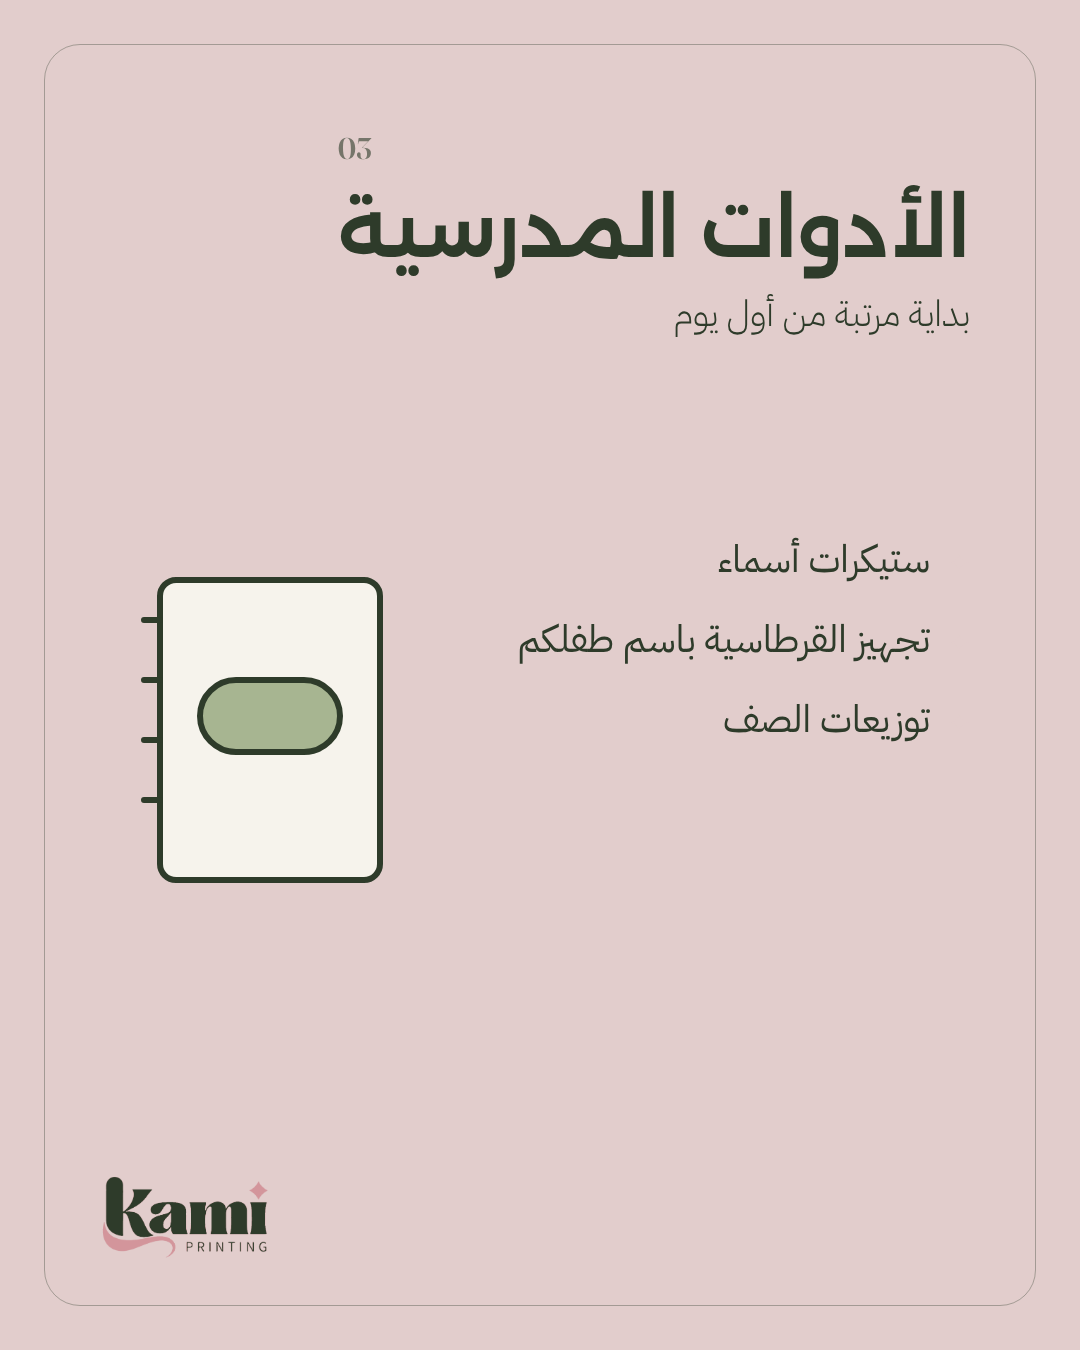 03
الأدوات المدرسية
بداية مرتبة من أول يوم
ستيكرات أسماء
تجهيز القرطاسية باسم طفلكم
توزيعات الصف
Kami
PRINTING